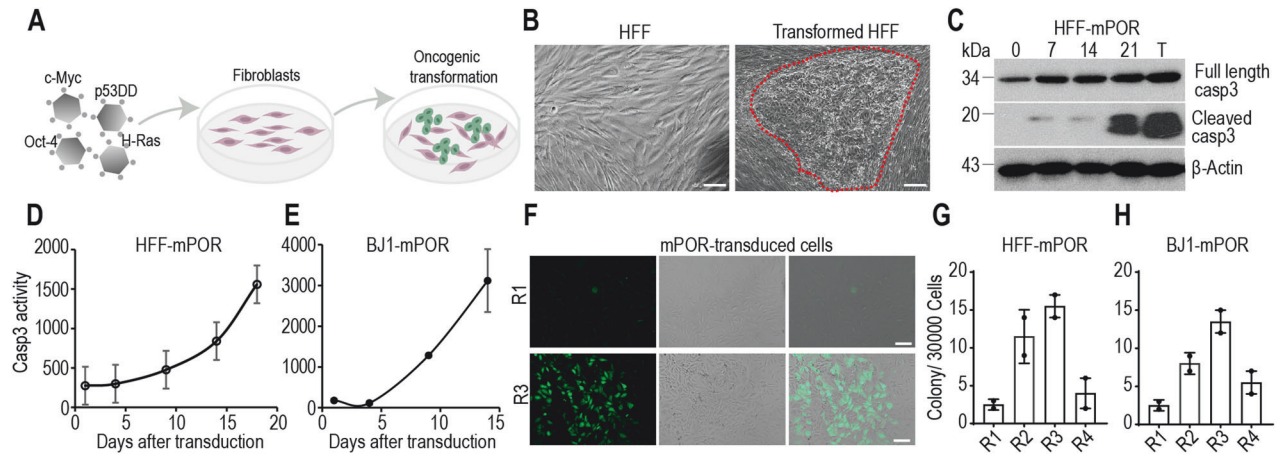 A
c-Myc
p53DD
Oct-4
H-Ras
Fibroblasts
Oncogenic
transformation
B
HFF
Transformed HFF
C
HFF-mPOR
kDa 0 7 14 21 T
34
Full length
casp3
20
Cleaved
casp3
43
β-Actin
D
HFF-mPOR
Casp3 activity
2000
1500
1000
500
0
0 5 10 15 20
Days after transduction
E
BJ1-mPOR
4000
3000
2000
1000
0
0 5 10 15
Days after transduction
F
mPOR-transduced cells
R1
R3
G
HFF-mPOR
Colony/ 30000 Cells
20
15
10
5
0
R1 R2 R3 R4
H
BJ1-mPOR
20
15
10
5
0
R1 R2 R3 R4